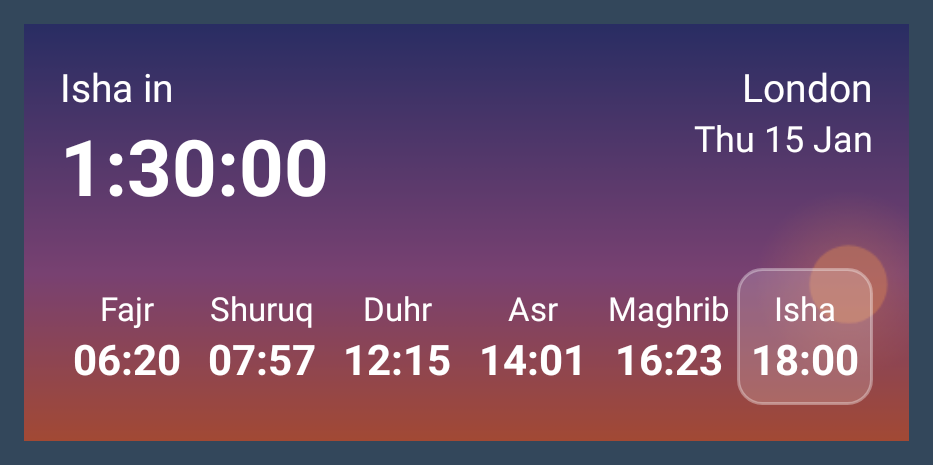 Isha in
1:30:00
London
Thu 15 Jan
Fajr Shuruq Duhr Asr Maghrib Isha
06:20 07:57 12:15 14:01 16:23 18:00